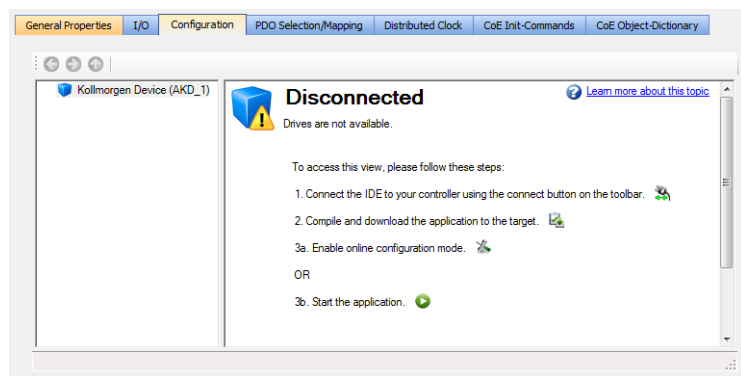 General Properties
I/O
Configuration
PDO Selection/Mapping
Distributed Clock
CoE Init-Commands
CoE Object-Dictionary
Kollmorgen Device (AKD_1)
Disconnected
Learn more about this topic
Drives are not available.
To access this view, please follow these steps:
1. Connect the IDE to your controller using the connect button on the toolbar.
2. Compile and download the application to the target.
3a. Enable online configuration mode.
OR
3b. Start the application.